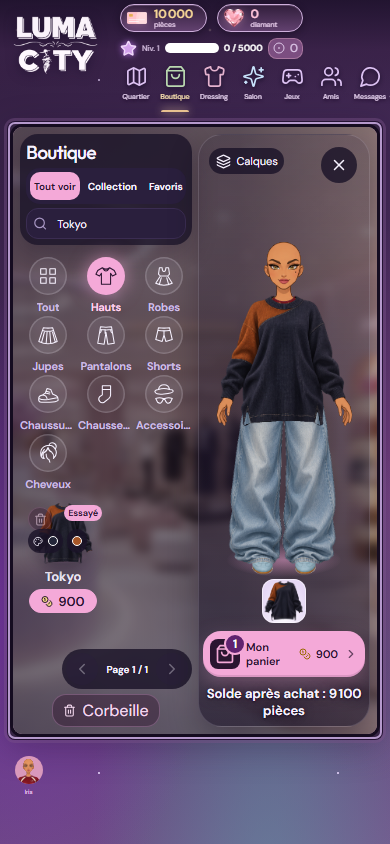 LUMA
CITY
10 000
pièces
0
diamant
Niv. 1
0 / 5000
0
Quartier
Boutique
Dressing
Salon
Jeux
Amis
Messages
Boutique
Tout voir
Collection
Favoris
Tokyo
Tout
Hauts
Robes
Jupes
Pantalons
Shorts
Chaussu...
Chausse...
Accessoi...
Cheveux
Essayé
Tokyo
900
Page 1 / 1
Corbeille
Calques
1
Mon
panier
900
Solde après achat : 9 100
pièces
Iris